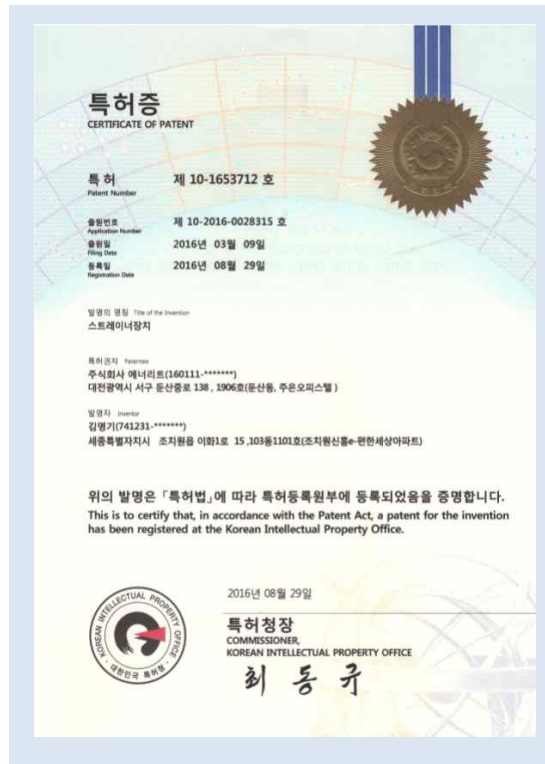 특허증
CERTIFICATE OF PATENT
특 허 제 10-1653712 호
Patent Number
출원번호 제 10-2016-0028315 호
Application Number
출원일 2016년 03월 09일
Filing Date
등록일 2016년 08월 29일
Registration Date
발명의 명칭 Title of the Invention
스트레이너장치
특허권자 Patentee
주식회사 에너리트(160111-*******)
대전광역시 서구 둔산중로 138 , 1906호(둔산동, 주은오피스텔 )
발명자 Inventor
김명기(741231-*******)
세종특별자치시 조치원읍 이화1로 15 ,103동1101호(조치원신흥e-편한세상아파트)
위의 발명은 「특허법」에 따라 특허등록원부에 등록되었음을 증명합니다.
This is to certify that, in accordance with the Patent Act, a patent for the invention
has been registered at the Korean Intellectual Property Office.
2016년 08월 29일
특허청장
COMMISSIONER,
KOREAN INTELLECTUAL PROPERTY OFFICE
최 동 규
KOREAN INTELLECTUAL PROPERTY OFFICE
대한민국 특허청